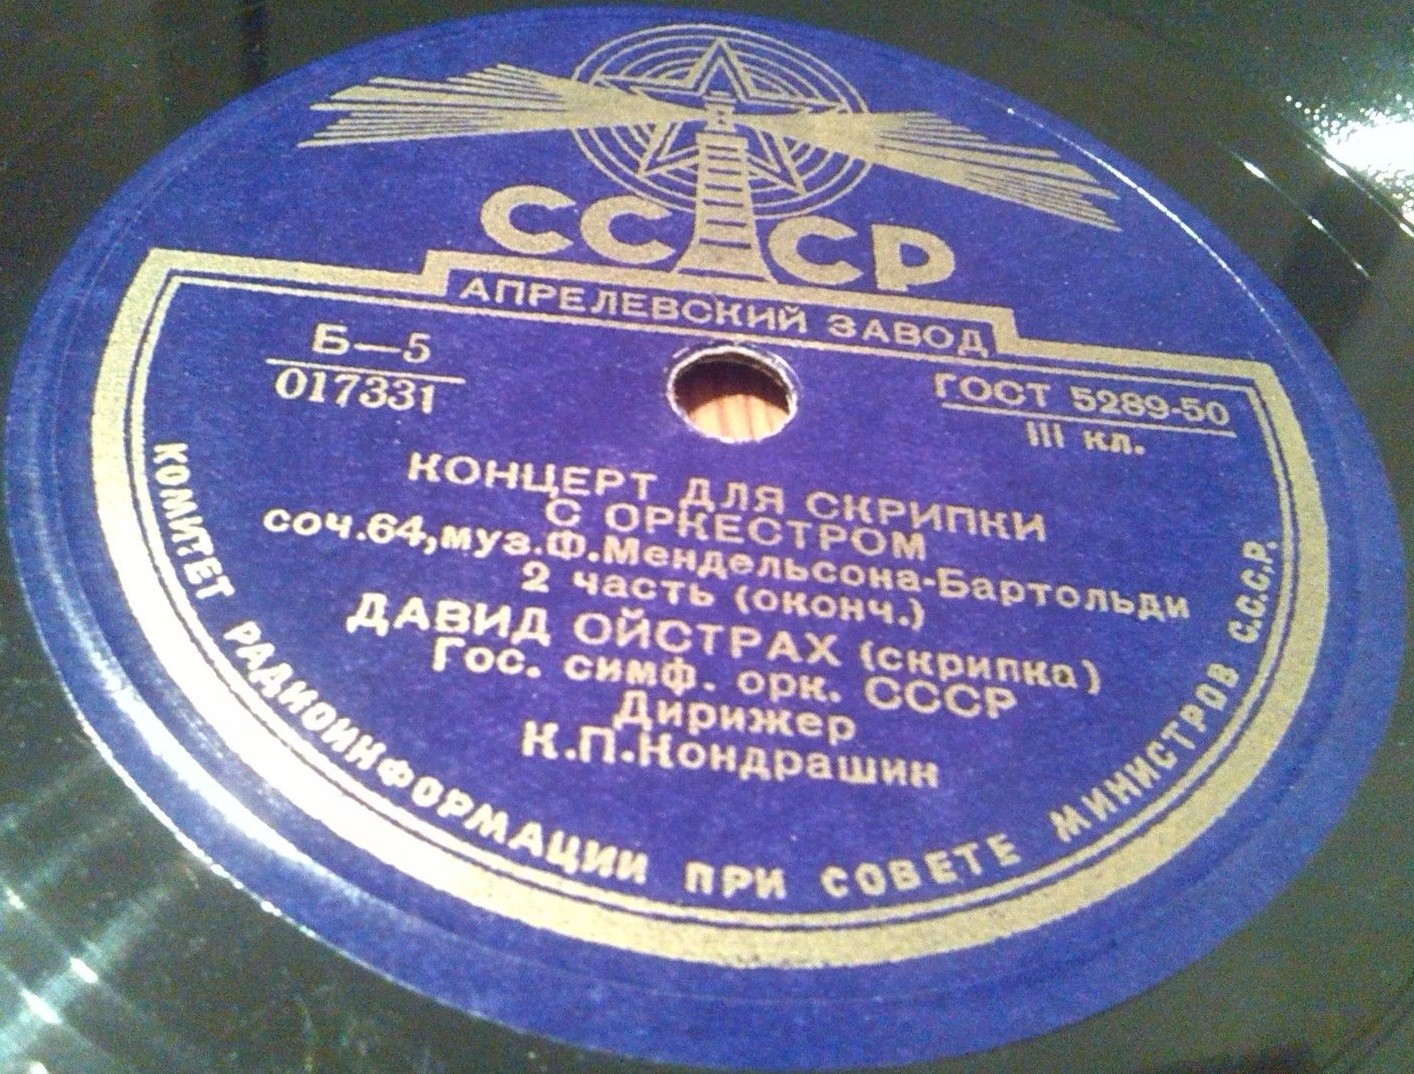 СССР
АПРЕЛЕВСКИЙ ЗАВОД
Б—5
017331
ГОСТ 5289-50
III кл.
КОНЦЕРТ ДЛЯ СКРИПКИ
С ОРКЕСТРОМ
соч.64,муз.Ф.Мендельсона-Бартольди
2 часть (оконч.)
ДАВИД ОЙСТРАХ (скрипка)
Гос. симф. орк. СССР
Дирижер
К.П.Кондрашин
КОМИТЕТ РАДИОИНФОРМАЦИИ ПРИ СОВЕТЕ МИНИСТРОВ С.С.С.Р.